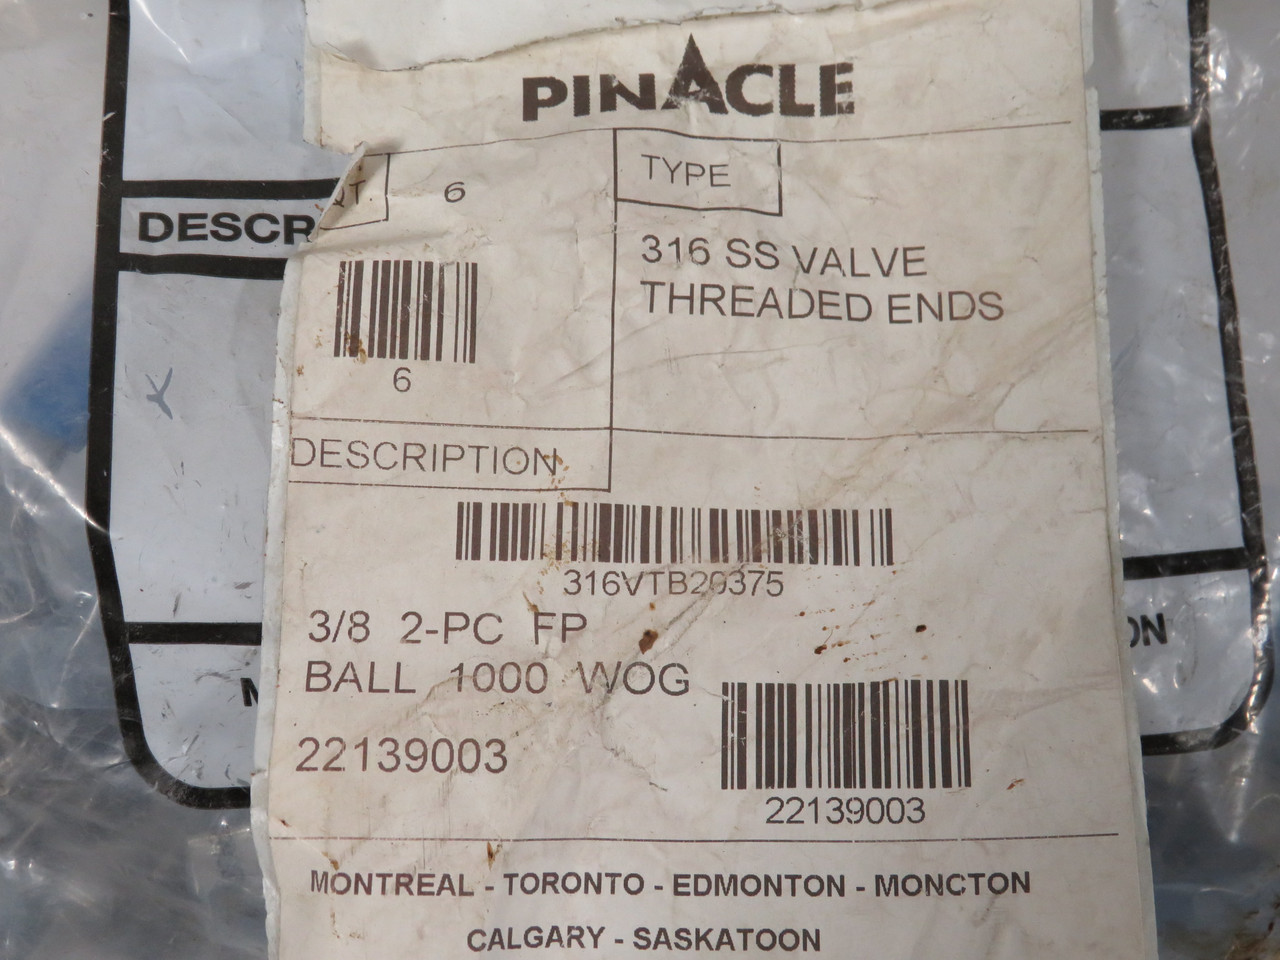 PINACLE
QT. 6
TYPE
DESCR
316 SS VALVE
THREADED ENDS
6
DESCRIPTION
316VTB20375
3/8 2-PC FP
BALL 1000 WOG
22139003
22139003
MONTREAL - TORONTO - EDMONTON - MONCTON
CALGARY - SASKATOON